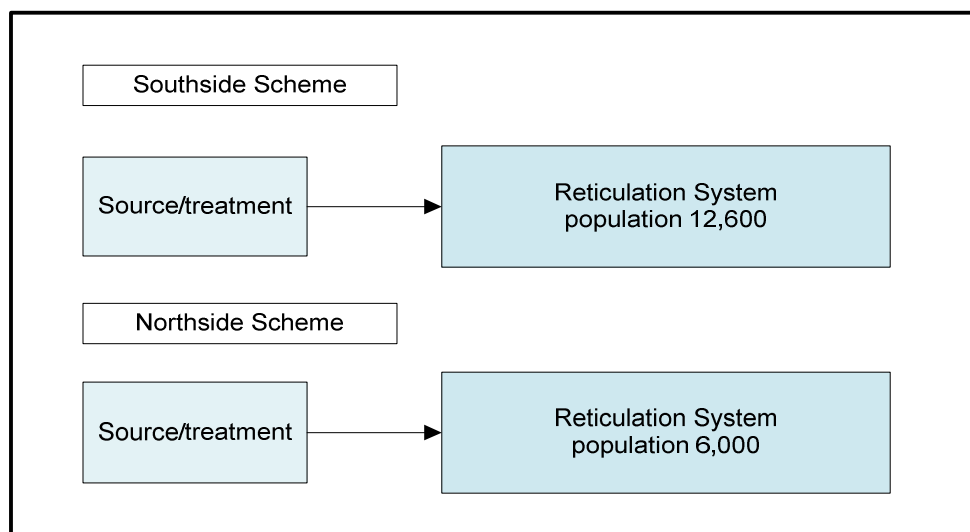 Southside Scheme
Source/treatment
Reticulation System
population 12,600
Northside Scheme
Source/treatment
Reticulation System
population 6,000